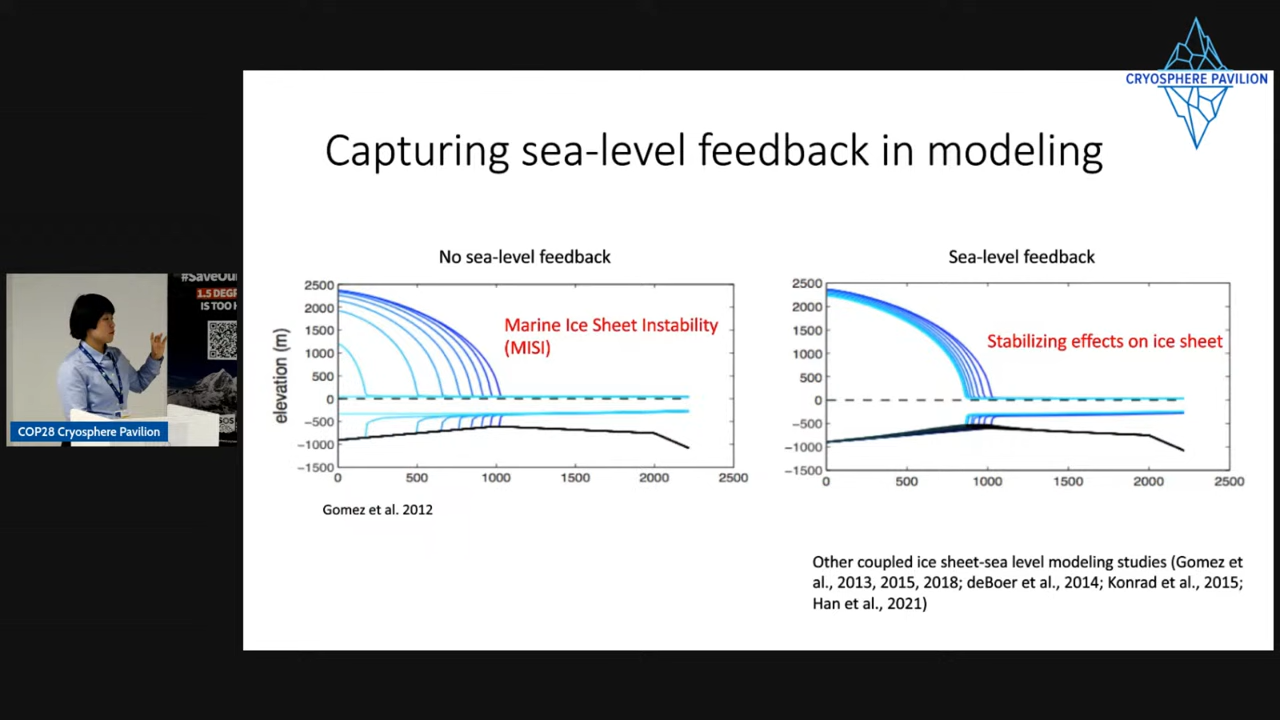 CRYOSPHERE PAVILION
Capturing sea-level feedback in modeling
No sea-level feedback
2500
2000
1500
1000
500
0
−500
−1000
−1500
elevation (m)
Marine Ice Sheet Instability
(MISI)
0 500 1000 1500 2000 2500
Gomez et al. 2012
Sea-level feedback
2500
2000
1500
1000
500
0
−500
−1000
−1500
Stabilizing effects on ice sheet
0 500 1000 1500 2000 2500
Other coupled ice sheet-sea level modeling studies (Gomez et
al., 2013, 2015, 2018; deBoer et al., 2014; Konrad et al., 2015;
Han et al., 2021)
#SaveOu
1.5 DEGR
IS TOO H
COP28 Cryosphere Pavilion